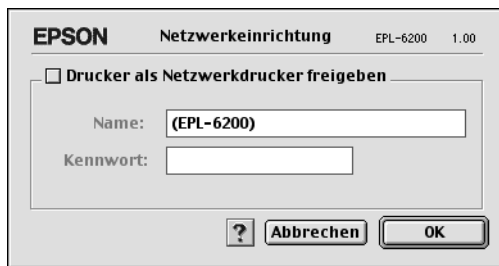 EPSON Netzwerkeinrichtung EPL-6200 1.00
Drucker als Netzwerkdrucker freigeben
Name: (EPL-6200)
Kennwort:
? Abbrechen OK